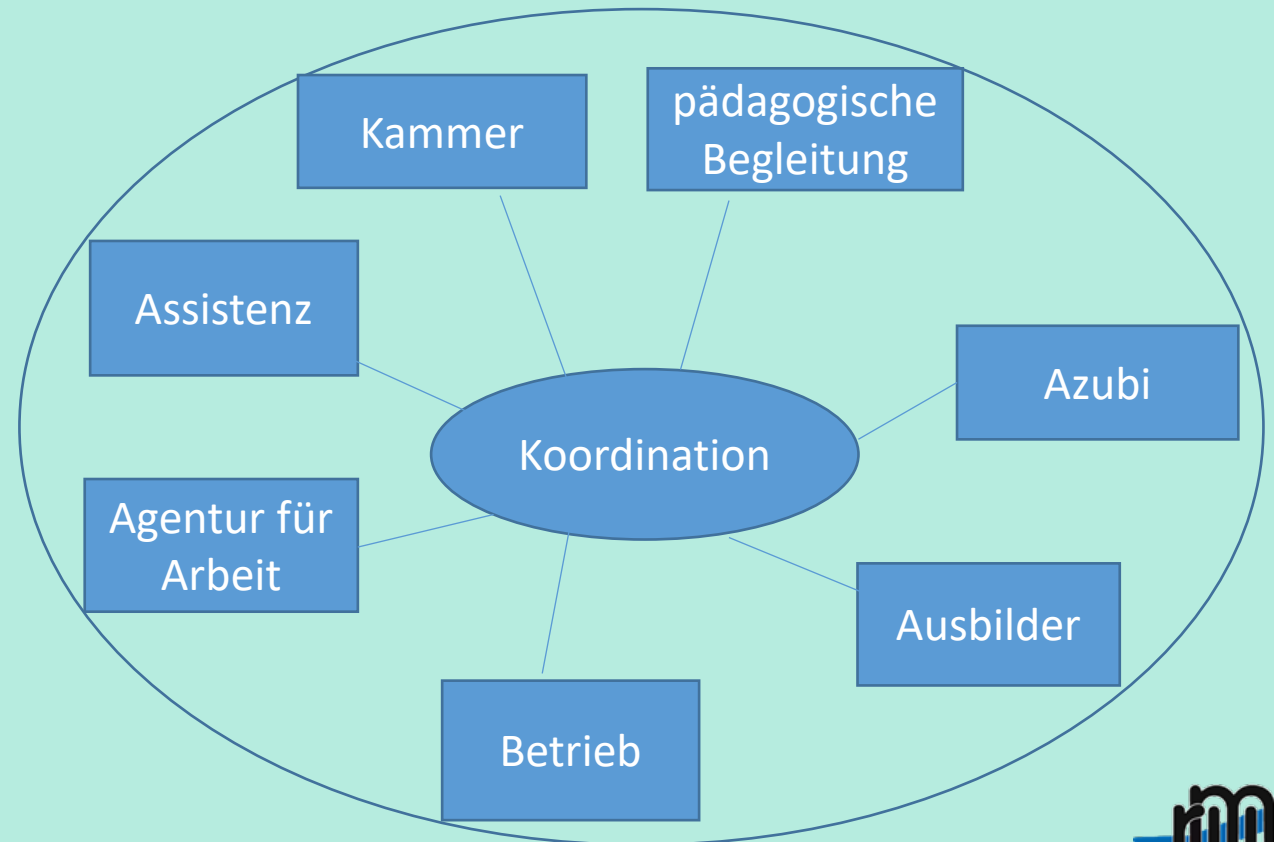 Kammer
pädagogische
Begleitung
Assistenz
Azubi
Koordination
Agentur für
Arbeit
Ausbilder
Betrieb